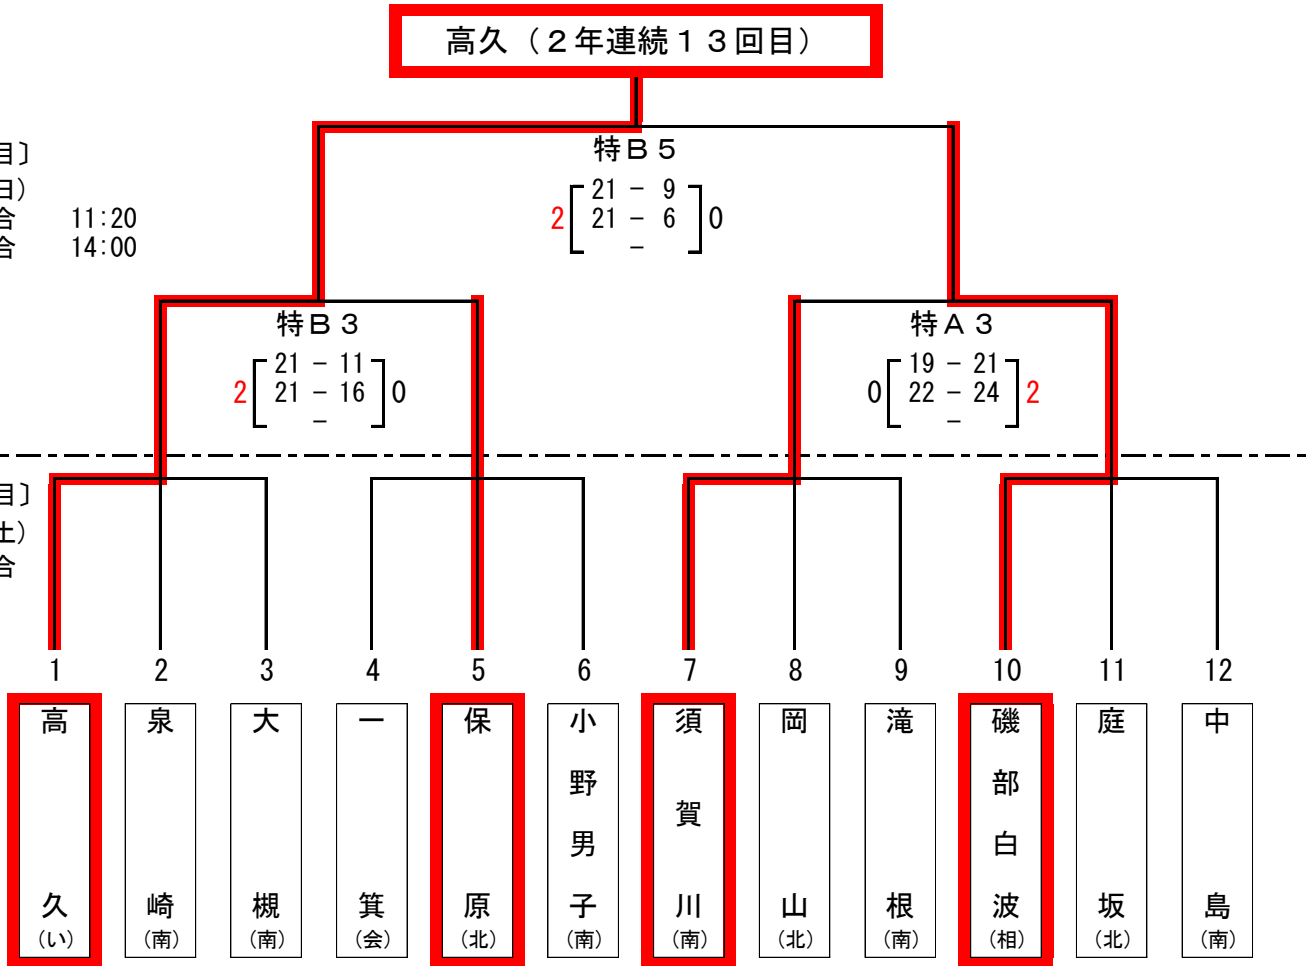 高久（２年連続１３回目）
目〕
特Ｂ５
日）
21 － 9
合 11:20
2 21 － 6 0
合 14:00
－
特Ｂ３ 特Ａ３
21 － 11 19 － 21
2 21 － 16 0 0 22 － 24 2
－ －
目〕
土）
合
1 2 3 4 5 6 7 8 9 10 11 12
高久（い）
泉崎（南）
大槻（南）
一箕（会）
保原（北）
小野男子（南）
須賀川（南）
岡山（北）
滝根（南）
磯部白波（相）
庭坂（北）
中島（南）